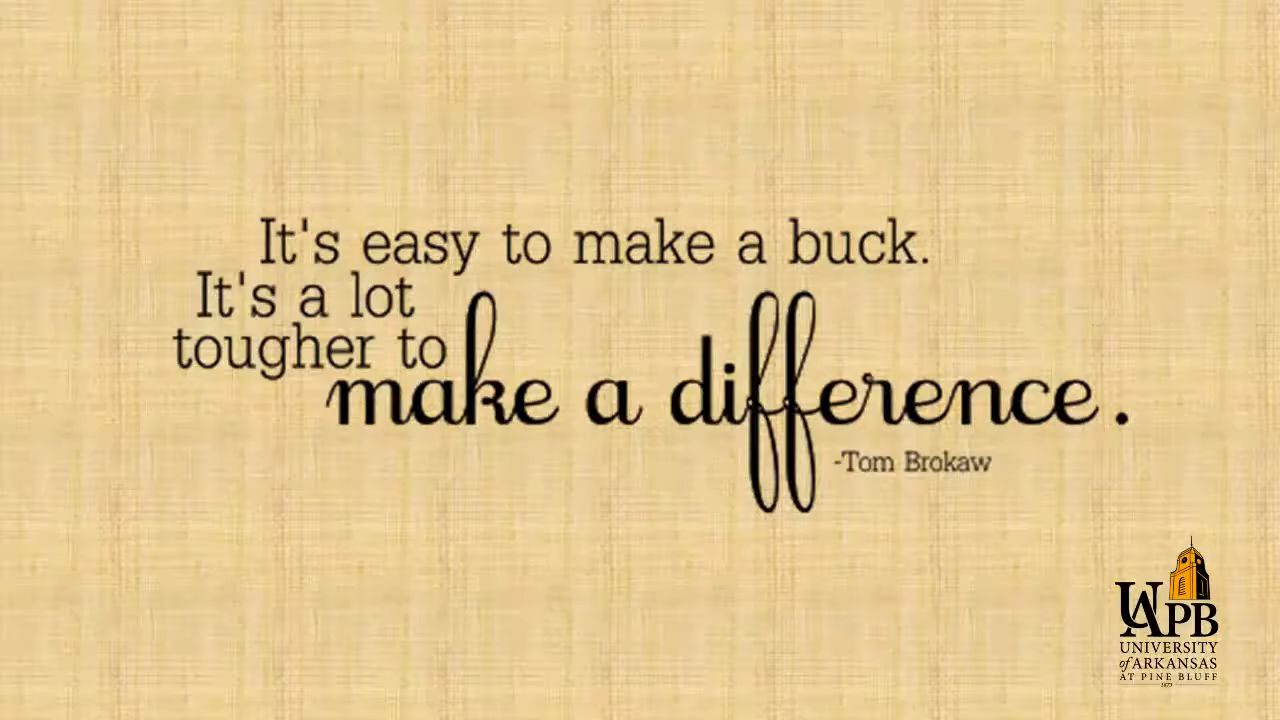 It's easy to make a buck.
It's a lot
tougher to
make a difference.
-Tom Brokaw
UAPB
UNIVERSITY
of ARKANSAS
AT PINE BLUFF
1873